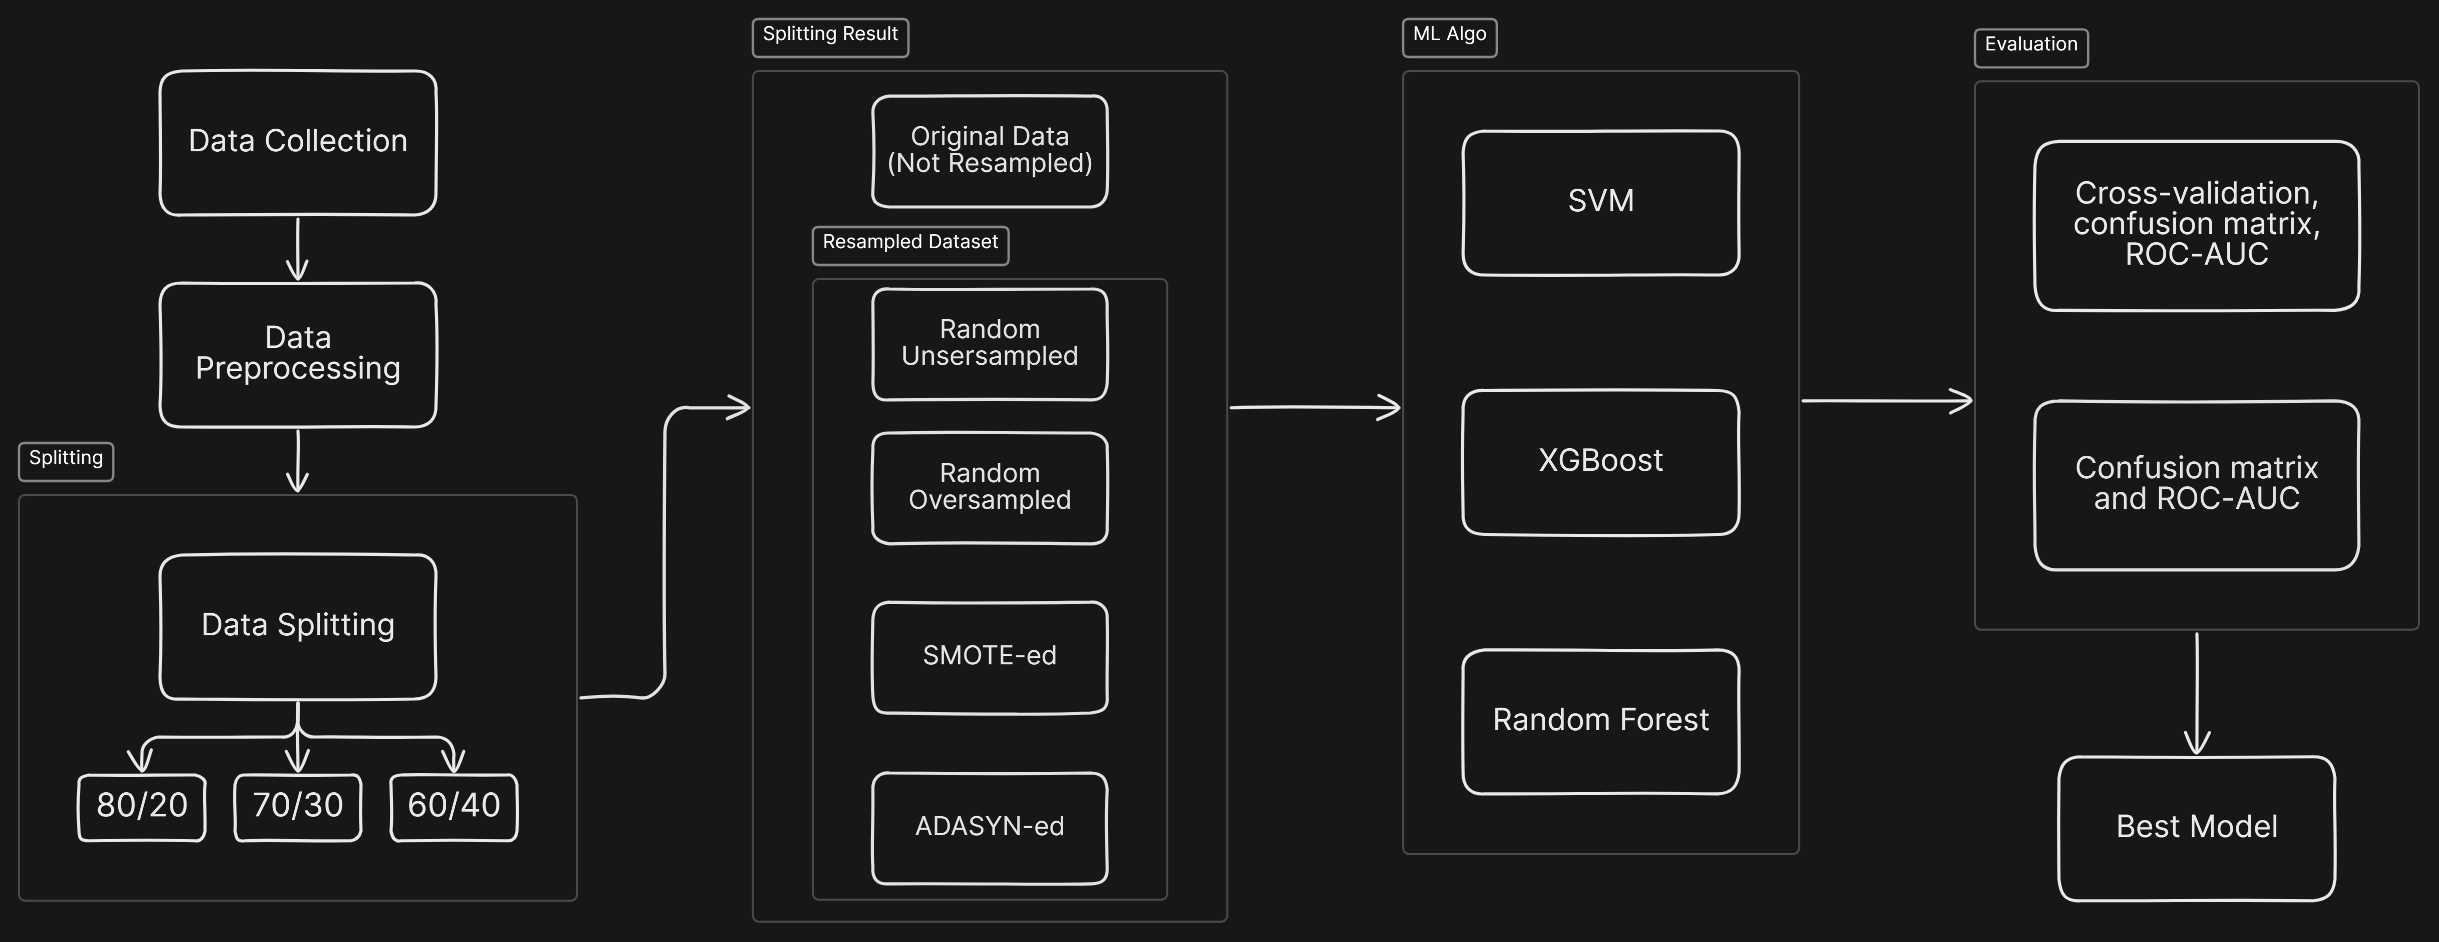 Data Collection
Data
Preprocessing
Splitting
Data Splitting
80/20
70/30
60/40
Splitting Result
Original Data
(Not Resampled)
Resampled Dataset
Random
Unsersampled
Random
Oversampled
SMOTE-ed
ADASYN-ed
ML Algo
SVM
XGBoost
Random Forest
Evaluation
Cross-validation,
confusion matrix,
ROC-AUC
Confusion matrix
and ROC-AUC
Best Model